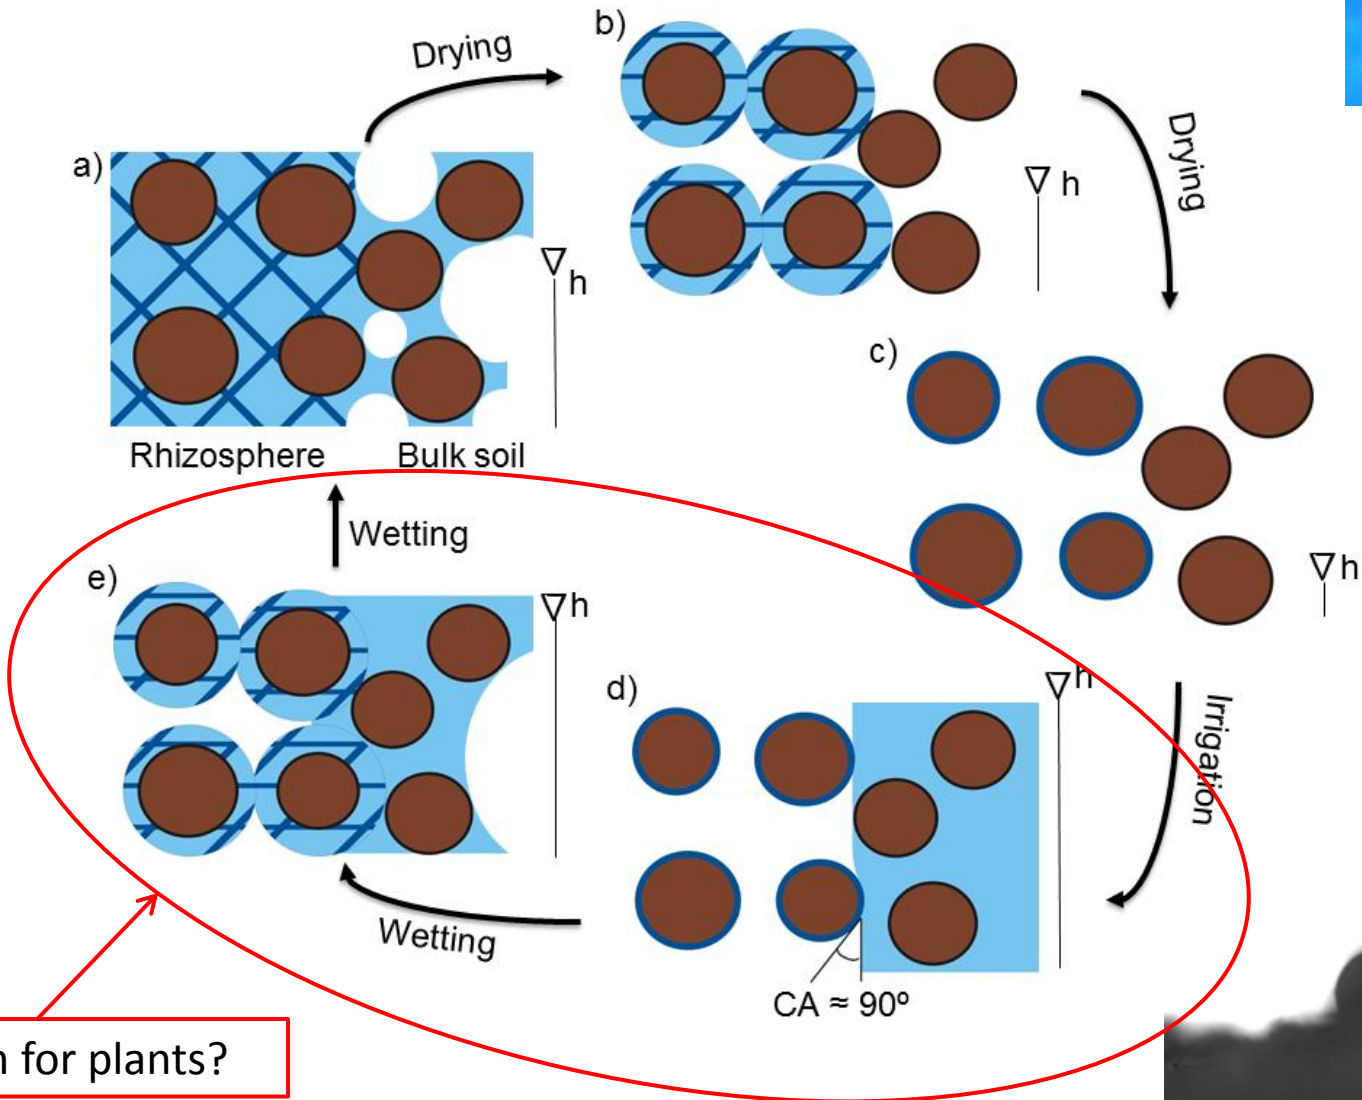 b)
Drying
a)
h
Drying
h
c)
Rhizosphere Bulk soil
Wetting
h
e)
h
d)
h
Irrigation
Wetting
CA ≈ 90º
for plants?